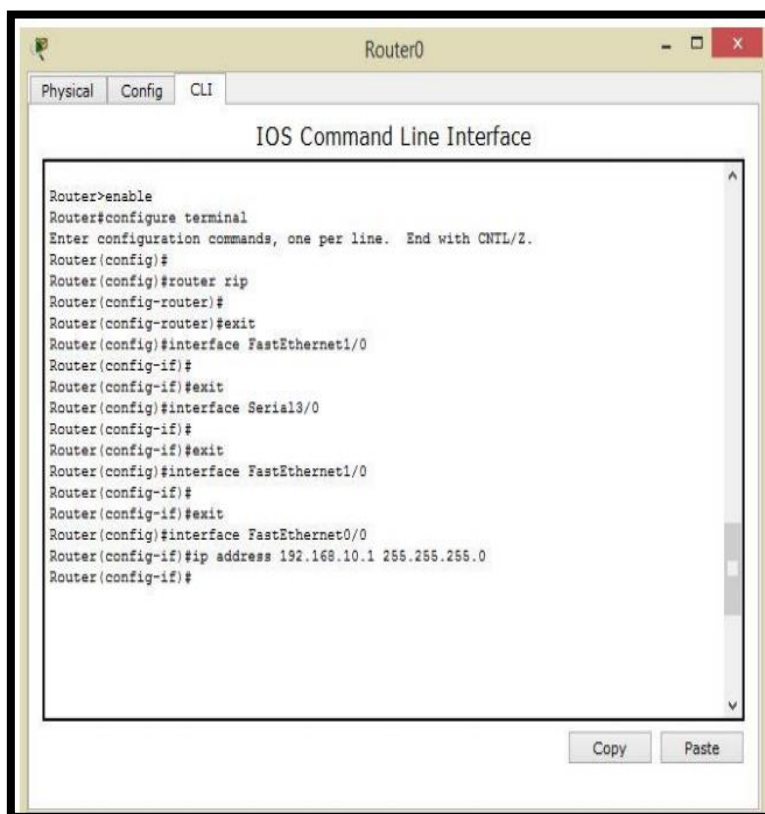 Router0
Physical Config CLI
IOS Command Line Interface
Router>enable
Router#configure terminal
Enter configuration commands, one per line.  End with CNTL/Z.
Router(config)#
Router(config)#router rip
Router(config-router)#
Router(config-router)#exit
Router(config)#interface FastEthernet1/0
Router(config-if)#
Router(config-if)#exit
Router(config)#interface Serial3/0
Router(config-if)#
Router(config-if)#exit
Router(config)#interface FastEthernet1/0
Router(config-if)#
Router(config-if)#exit
Router(config)#interface FastEthernet0/0
Router(config-if)#ip address 192.168.10.1 255.255.255.0
Router(config-if)#
Copy Paste